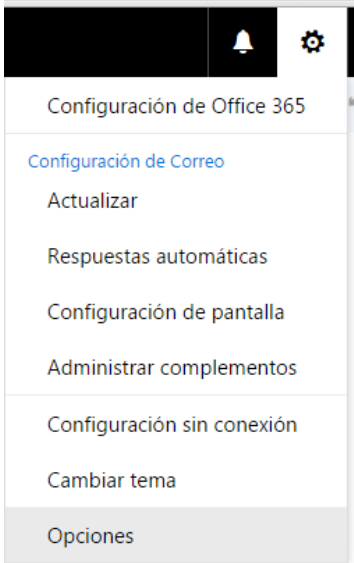 Configuración de Office 365
Configuración de Correo
Actualizar
Respuestas automáticas
Configuración de pantalla
Administrar complementos
Configuración sin conexión
Cambiar tema
Opciones